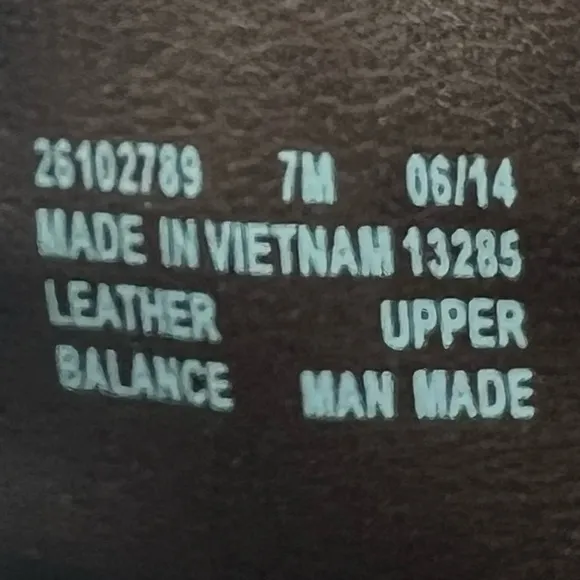 26102789 7M 06/14
MADE IN VIETNAM 13285
LEATHER UPPER
BALANCE MAN MADE